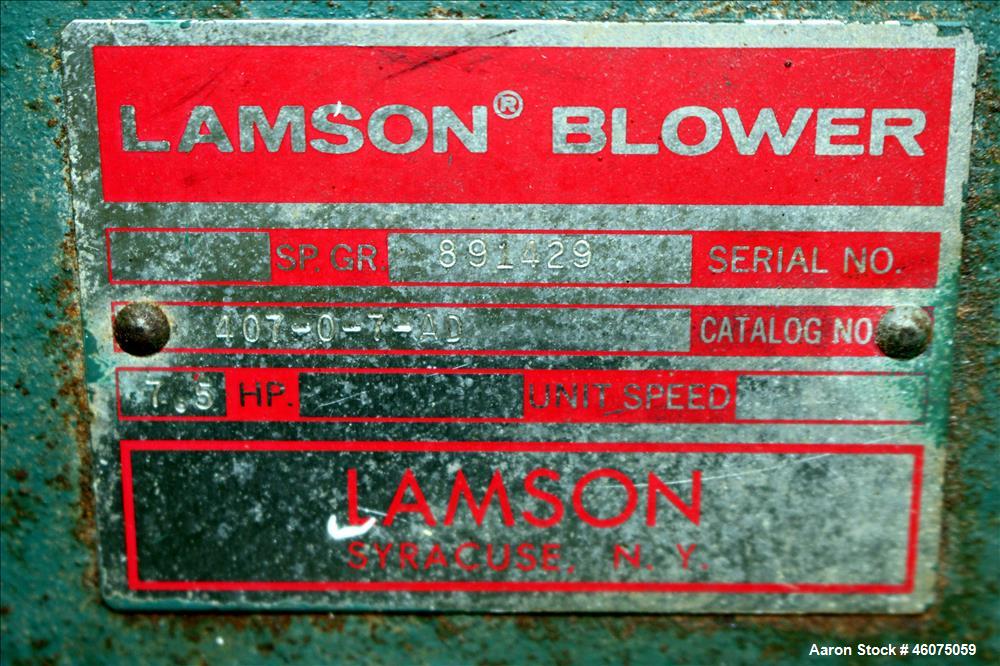 LAMSON® BLOWER
SP. GR. 891429 SERIAL NO.
407-0-7-AD CATALOG NO
7.5 HP. UNIT SPEED
LAMSON
SYRACUSE, N. Y.
Aaron Stock # 46075059